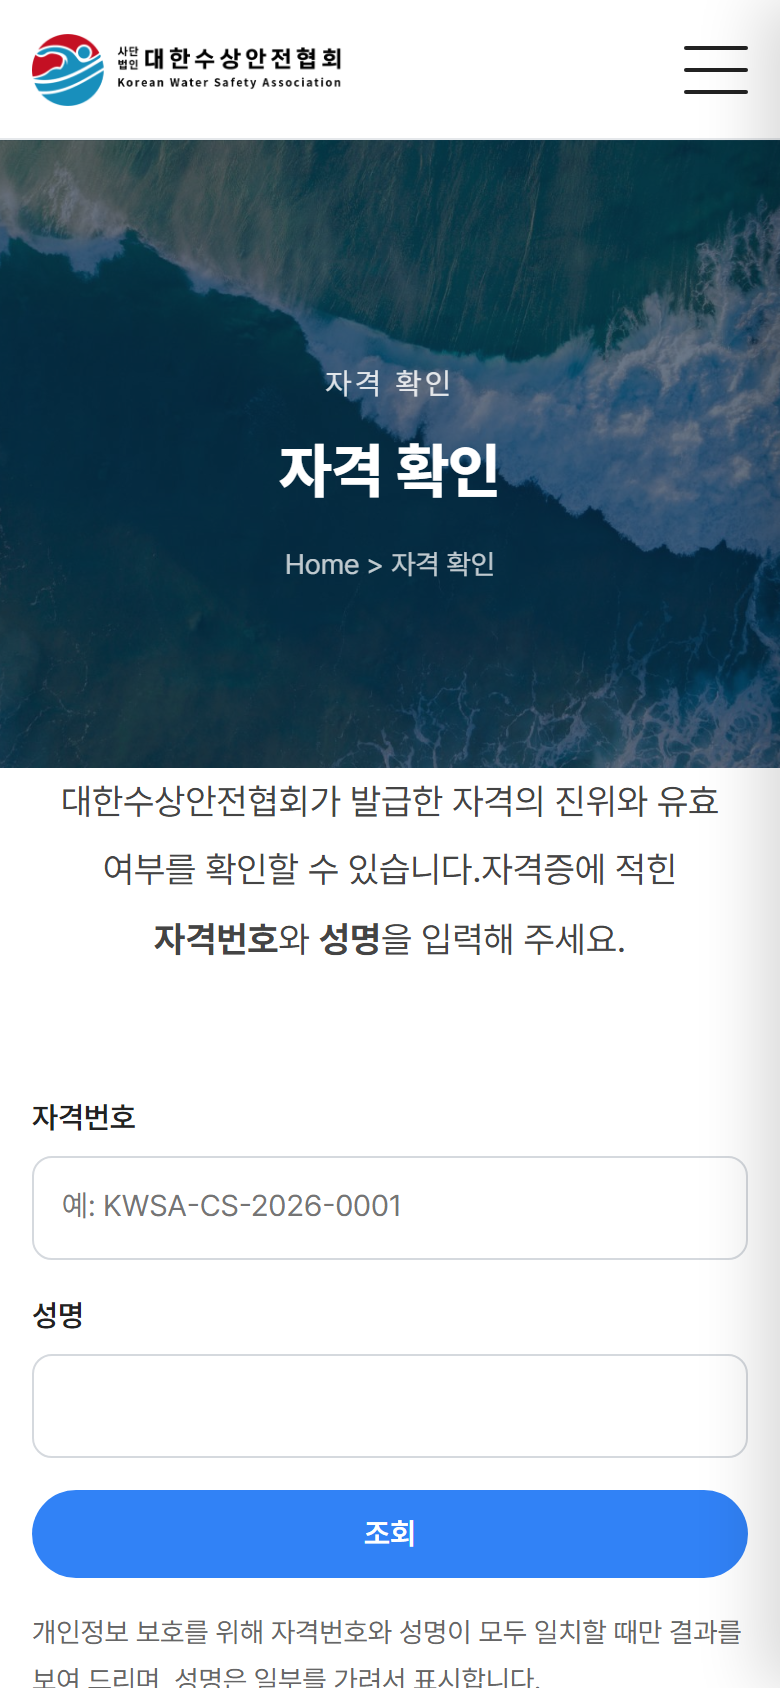 사단
법인 대한수상안전협회
Korean Water Safety Association
자격 확인
자격 확인
Home > 자격 확인
대한수상안전협회가 발급한 자격의 진위와 유효
여부를 확인할 수 있습니다.자격증에 적힌
자격번호와 성명을 입력해 주세요.
자격번호
예: KWSA-CS-2026-0001
성명
조회
개인정보 보호를 위해 자격번호와 성명이 모두 일치할 때만 결과를
보여 드리며, 성명은 일부를 가려서 표시합니다.